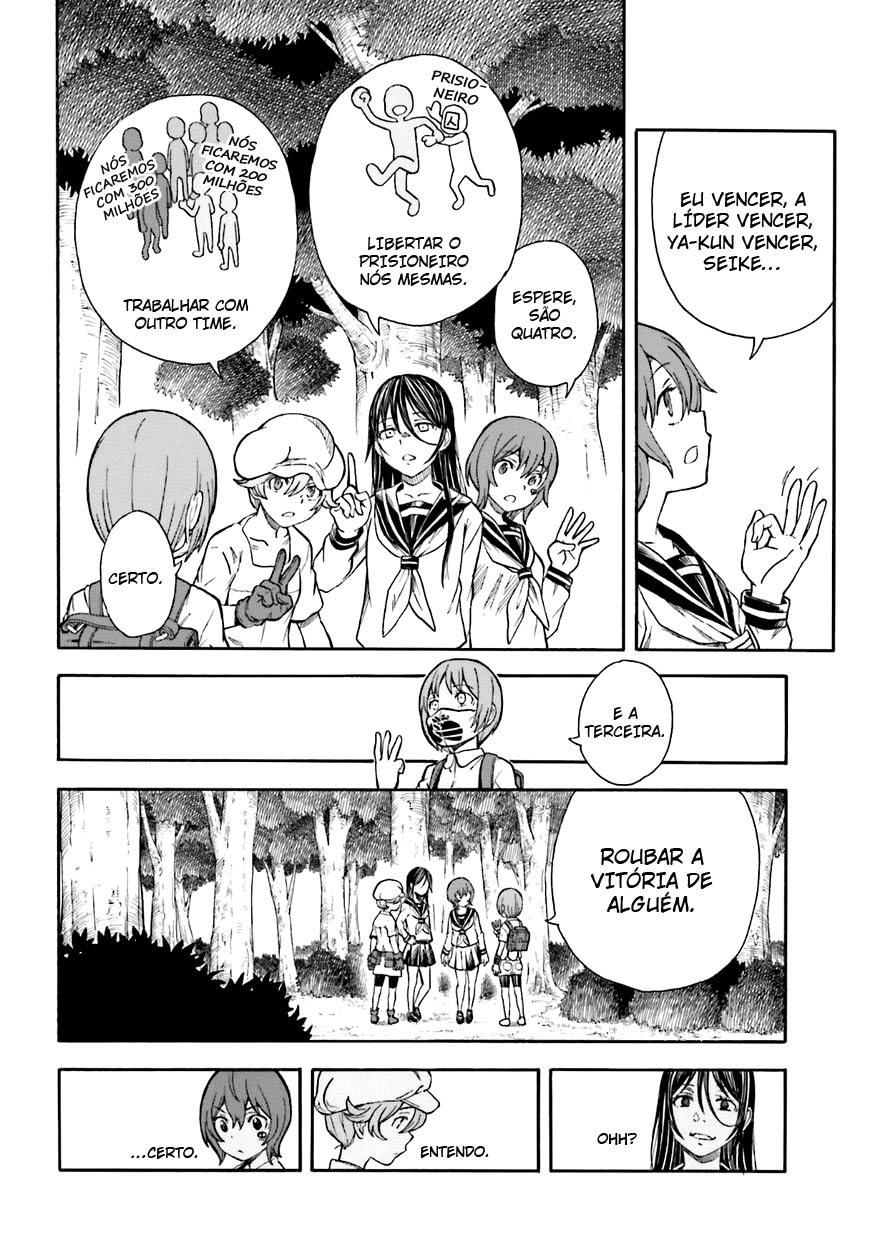 EU VENCER, A
LÍDER VENCER,
YA-KUN VENCER,
SEIKE...
ESPERE,
SÃO
QUATRO.
PRISIO-
NEIRO
囚
LIBERTAR O
PRISIONEIRO
NÓS MESMAS.
NÓS
FICAREMOS
COM 200
MILHÕES
NÓS
FICAREMOS
COM 300
MILHÕES
TRABALHAR COM
OUTRO TIME.
CERTO.
E A
TERCEIRA.
ROUBAR A
VITÓRIA DE
ALGUÉM.
OHH?
ENTENDO.
...CERTO.